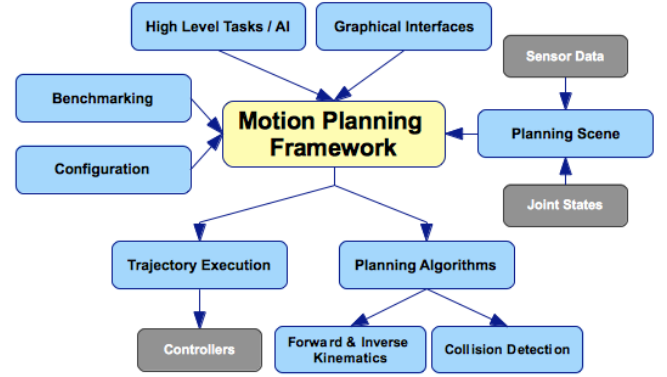 High Level Tasks / AI
Graphical Interfaces
Sensor Data
Benchmarking
Motion Planning
Framework
Planning Scene
Configuration
Joint States
Trajectory Execution
Planning Algorithms
Controllers
Forward & Inverse
Kinematics
Collision Detection